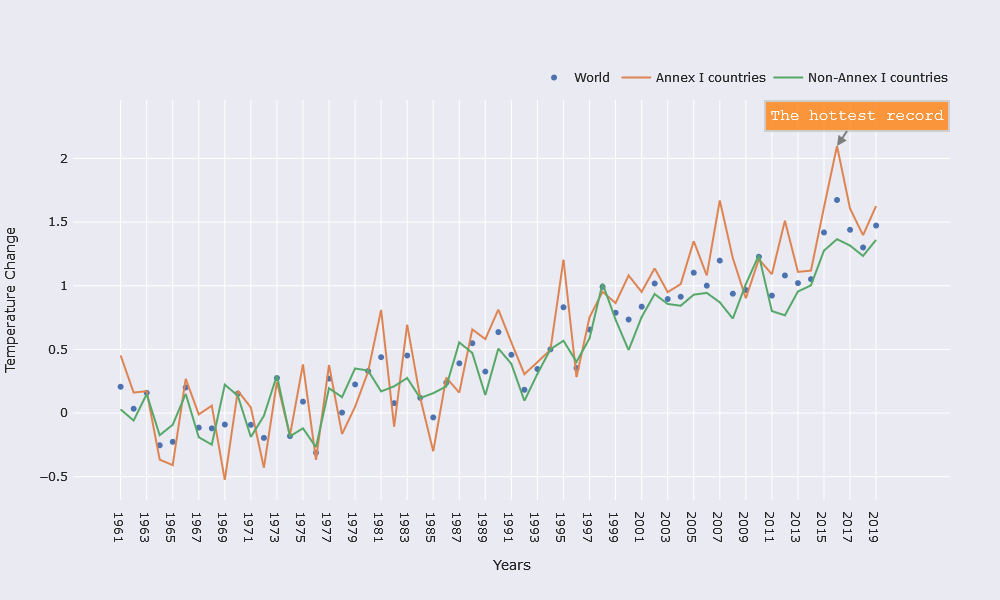 World Annex I countries Non-Annex I countries
The hottest record
2
1.5
1
0.5
0
−0.5
Temperature Change
1961 1963 1965 1967 1969 1971 1973 1975 1977 1979 1981 1983 1985 1987 1989 1991 1993 1995 1997 1999 2001 2003 2005 2007 2009 2011 2013 2015 2017 2019
Years